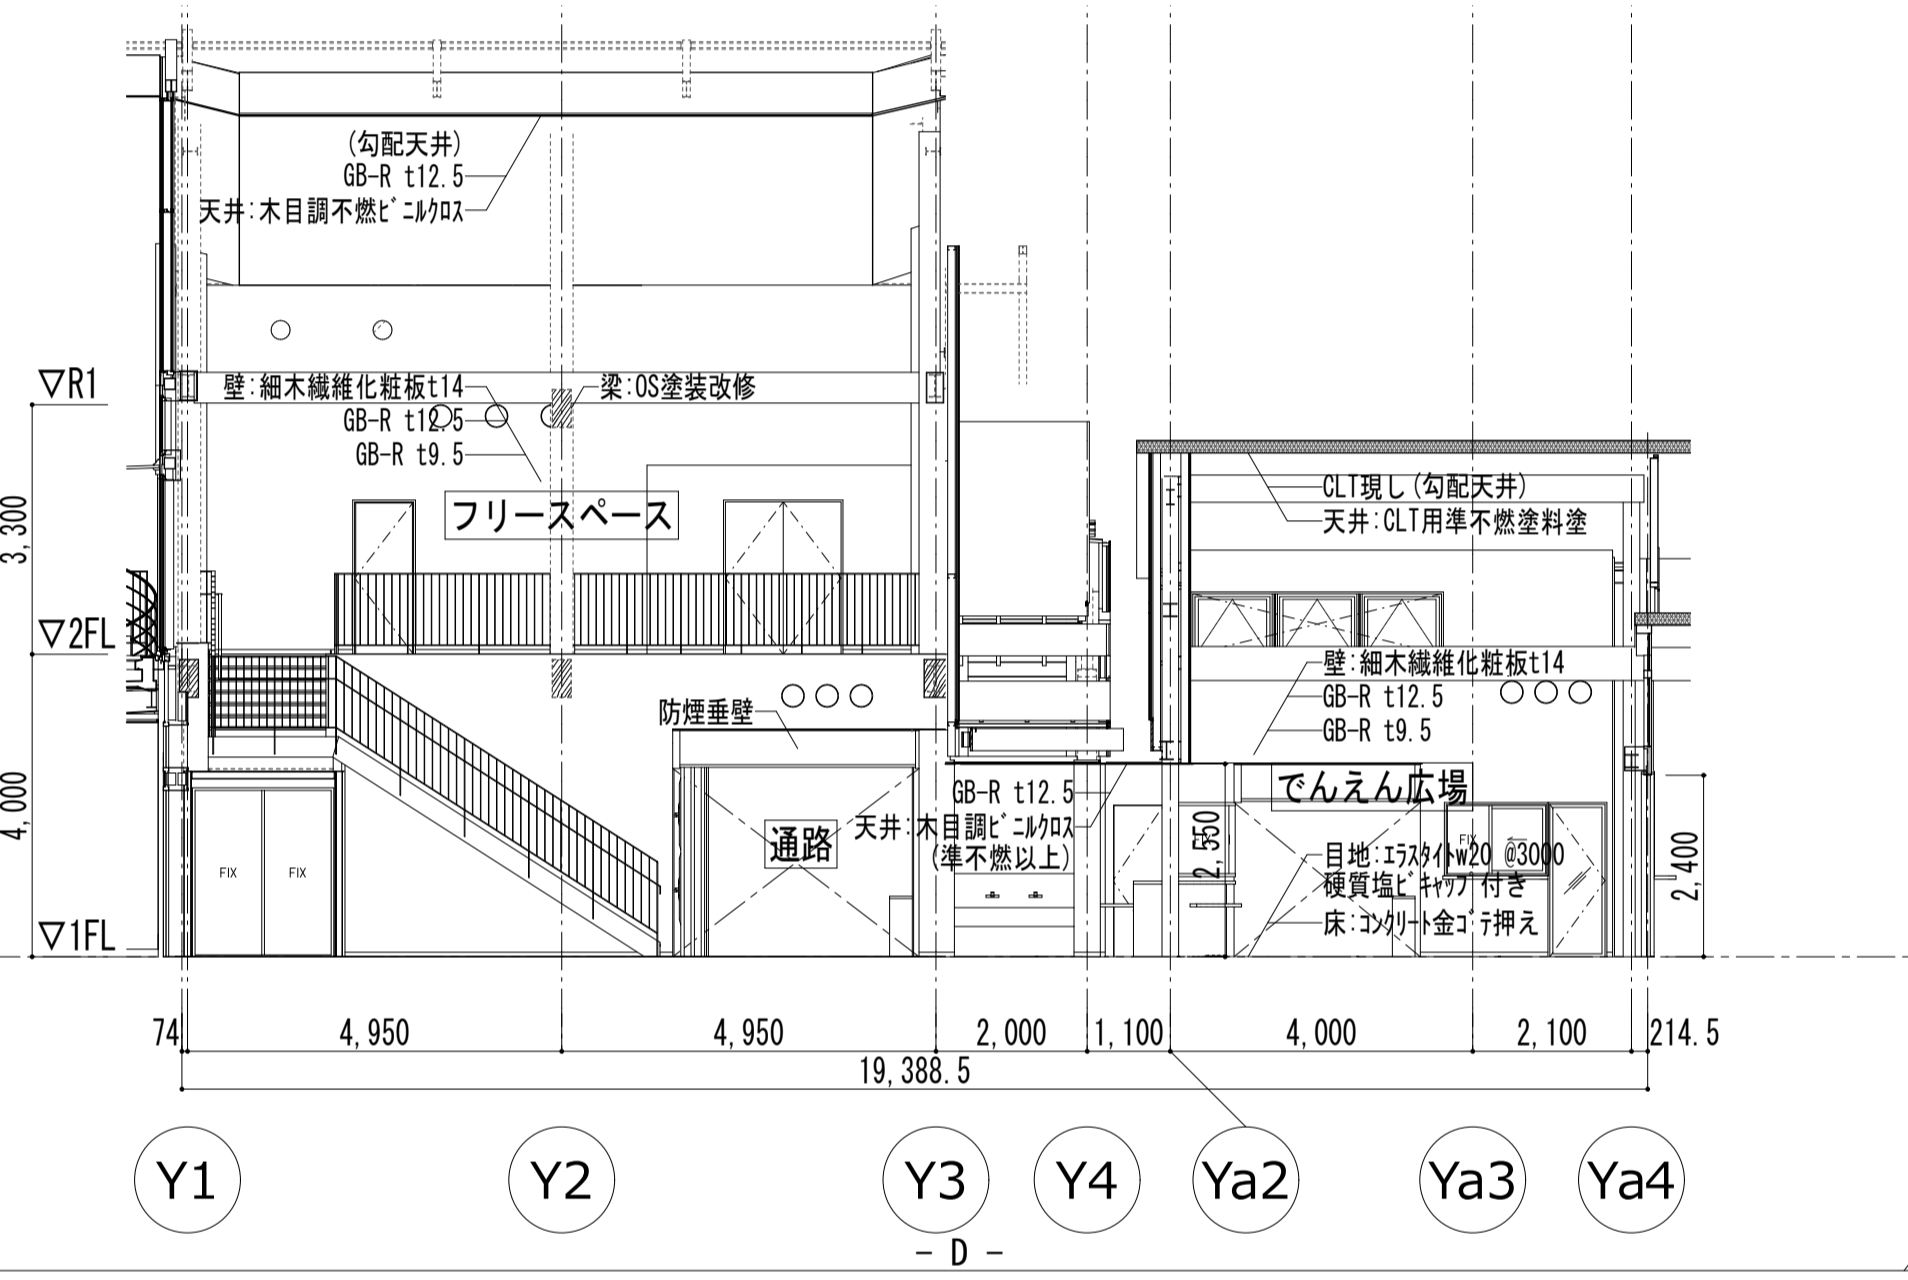 (勾配天井)
GB-R t12.5
天井:木目調不燃ビニルクロス
▽R1
壁:細木繊維化粧板t14
GB-R t12.5
GB-R t9.5
梁:OS塗装改修
フリースペース
CLT現し(勾配天井)
天井:CLT用準不燃塗料塗
3,300
▽2FL
壁:細木繊維化粧板t14
GB-R t12.5
GB-R t9.5
防煙垂壁
4,000
でんえん広場
GB-R t12.5
天井:木目調ビニルクロス
(準不燃以上)
通路
2,550
FIX
FIX
FIX
FIX
目地:エラスタイトw20 @3000
硬質塩ビキャップ付き
床:コンクリート金ゴテ押え
2,400
▽1FL
74
4,950
4,950
2,000
1,100
4,000
2,100
214.5
19,388.5
Y1
Y2
Y3
Y4
Ya2
Ya3
Ya4
- D -